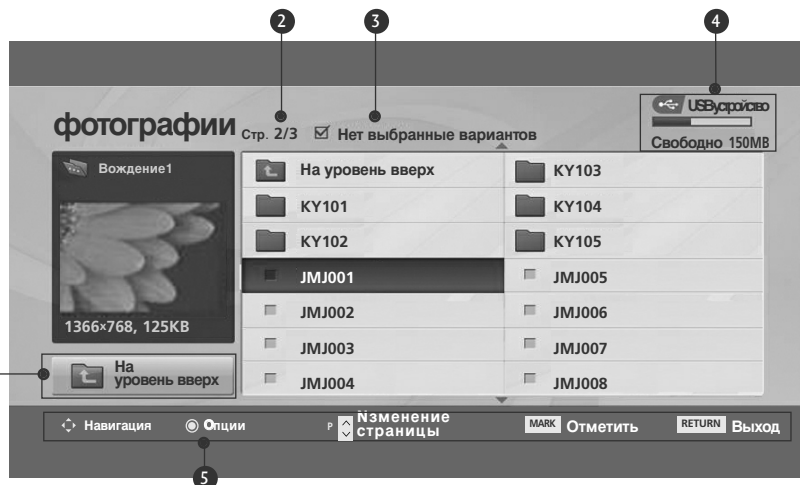 2 3 4
USBустройство
фотографии Стр. 2/3 Нет выбранные вариантов
Свободно 150MB
Вождение1
1366x768, 125KB
На
уровень вверх
На уровень вверх
KY101
KY102
JMJ001
JMJ002
JMJ003
JMJ004
KY103
KY104
KY105
JMJ005
JMJ006
JMJ007
JMJ008
Навигация Опции P Nзменение
страницы MARK Отметить RETURN Выход
5